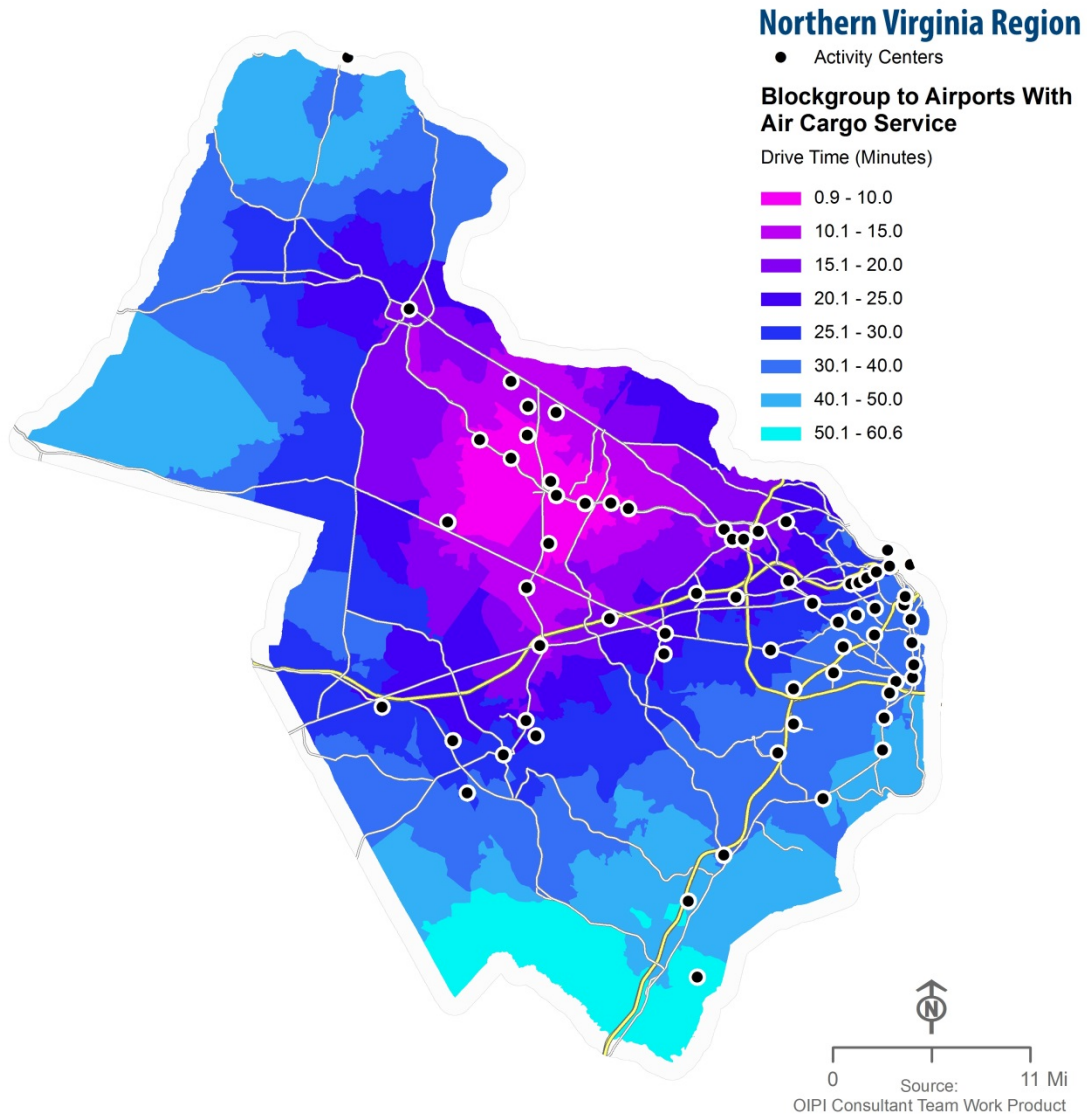 Northern Virginia Region
Activity Centers
Blockgroup to Airports With
Air Cargo Service
Drive Time (Minutes)
0.9 - 10.0
10.1 - 15.0
15.1 - 20.0
20.1 - 25.0
25.1 - 30.0
30.1 - 40.0
40.1 - 50.0
50.1 - 60.6
N
0 11 Mi
Source:
OIPI Consultant Team Work Product